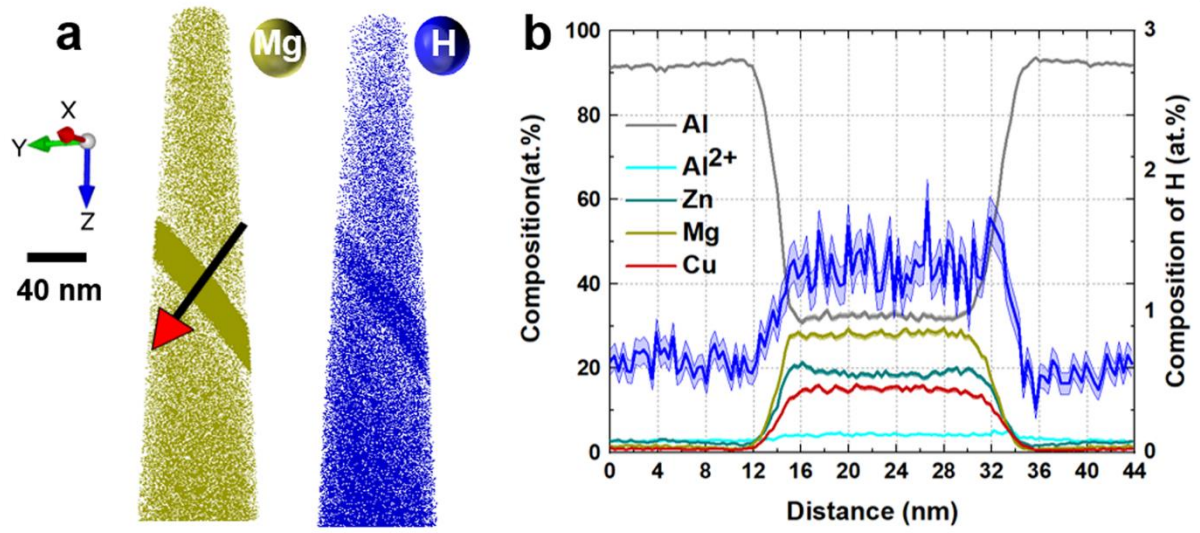 a
Mg
H
X
Y
Z
40 nm
b
Composition(at.%)
100
80
60
40
20
0
Al
Al2+
Zn
Mg
Cu
3
2
1
0
Composition of H (at.%)
0 4 8 12 16 20 24 28 32 36 40 44
Distance (nm)